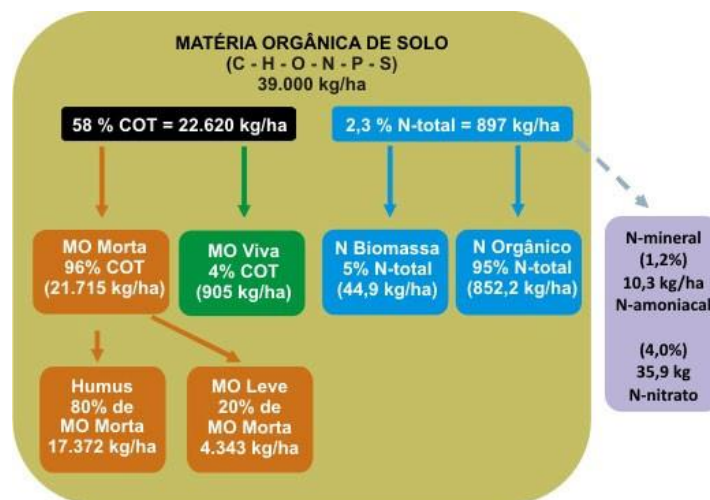 MATÉRIA ORGÂNICA DE SOLO
(C - H - O - N - P - S)
39.000 kg/ha
58 % COT = 22.620 kg/ha
2,3 % N-total = 897 kg/ha
MO Morta
96% COT
(21.715 kg/ha)
MO Viva
4% COT
(905 kg/ha)
N Biomassa
5% N-total
(44,9 kg/ha)
N Orgânico
95% N-total
(852,2 kg/ha)
N-mineral
(1,2%)
10,3 kg/ha
N-amoniacal
(4,0%)
35,9 kg
N-nitrato
Humus
80% de
MO Morta
17.372 kg/ha
MO Leve
20% de
MO Morta
4.343 kg/ha